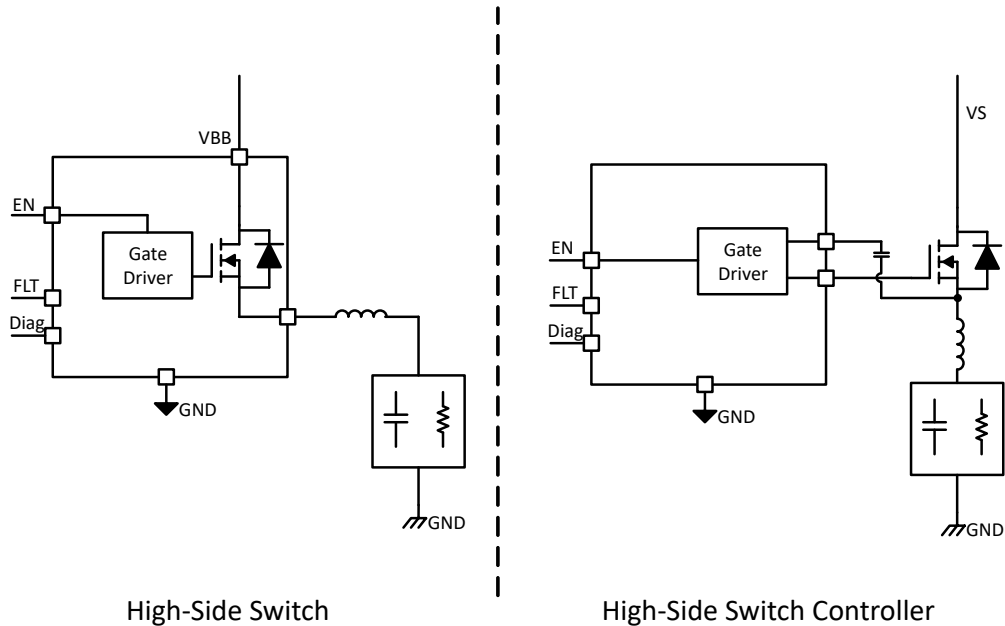 VBB
EN
Gate
Driver
FLT
Diag
GND
GND
High-Side Switch
VS
EN
Gate
Driver
FLT
Diag
GND
GND
High-Side Switch Controller